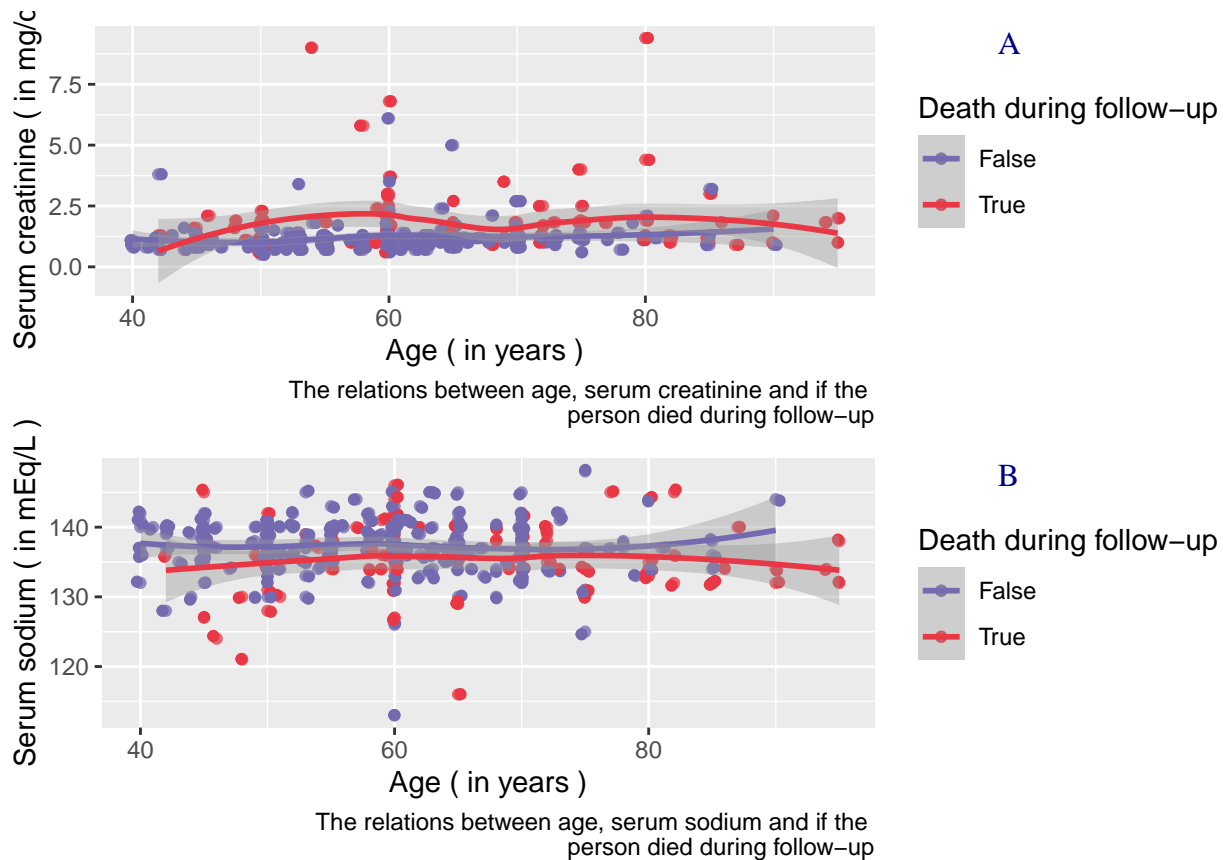 Serum creatinine ( in mg/d
7.5
5.0
2.5
0.0
40
60
80
Age ( in years )
The relations between age, serum creatinine and if the
person died during follow−up
A
Death during follow−up
False
True
Serum sodium ( in mEq/L )
140
130
120
40
60
80
Age ( in years )
The relations between age, serum sodium and if the
person died during follow−up
B
Death during follow−up
False
True